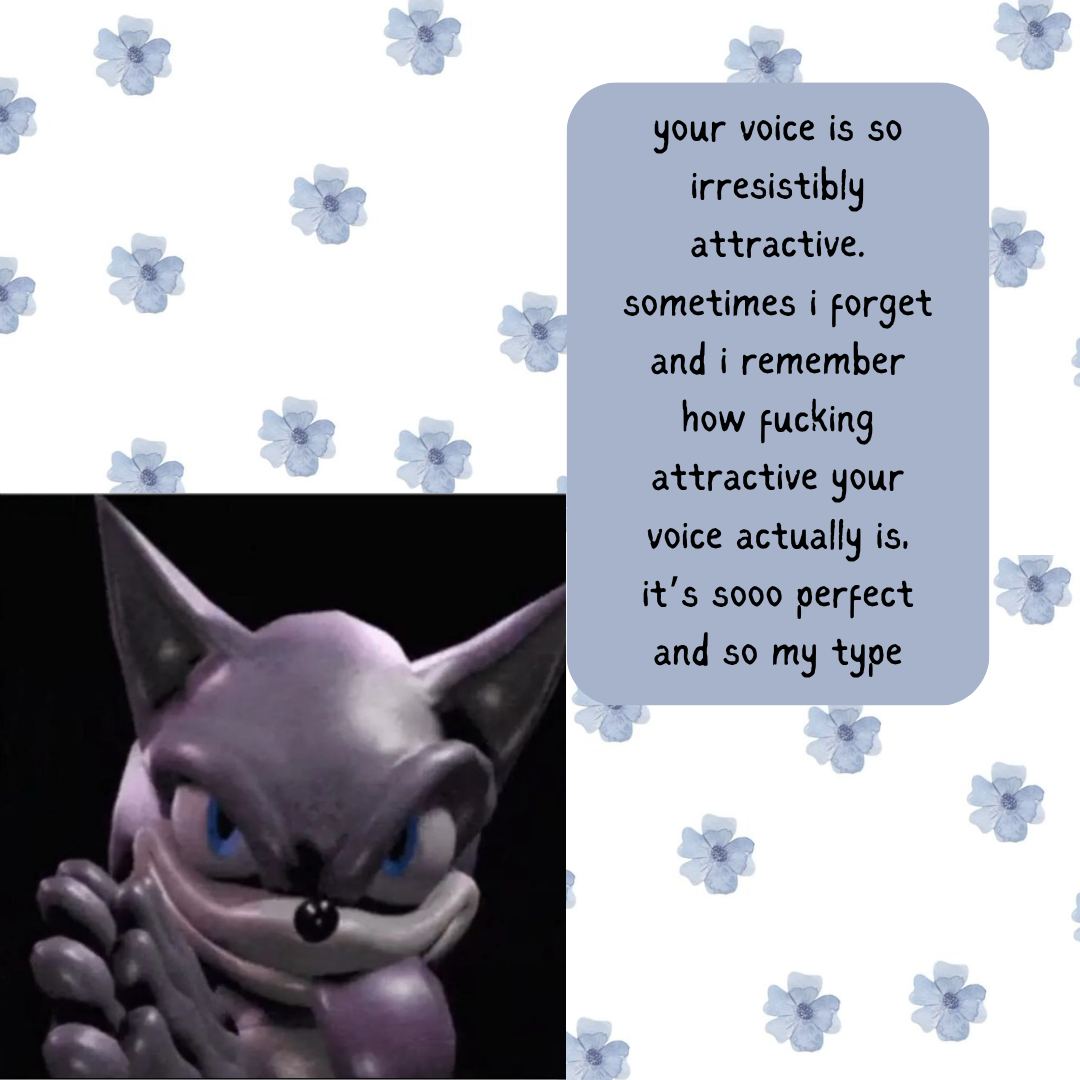 your voice is so
irresistibly
attractive.
sometimes i forget
and i remember
how fucking
attractive your
voice actually is,
it's sooo perfect
and so my type